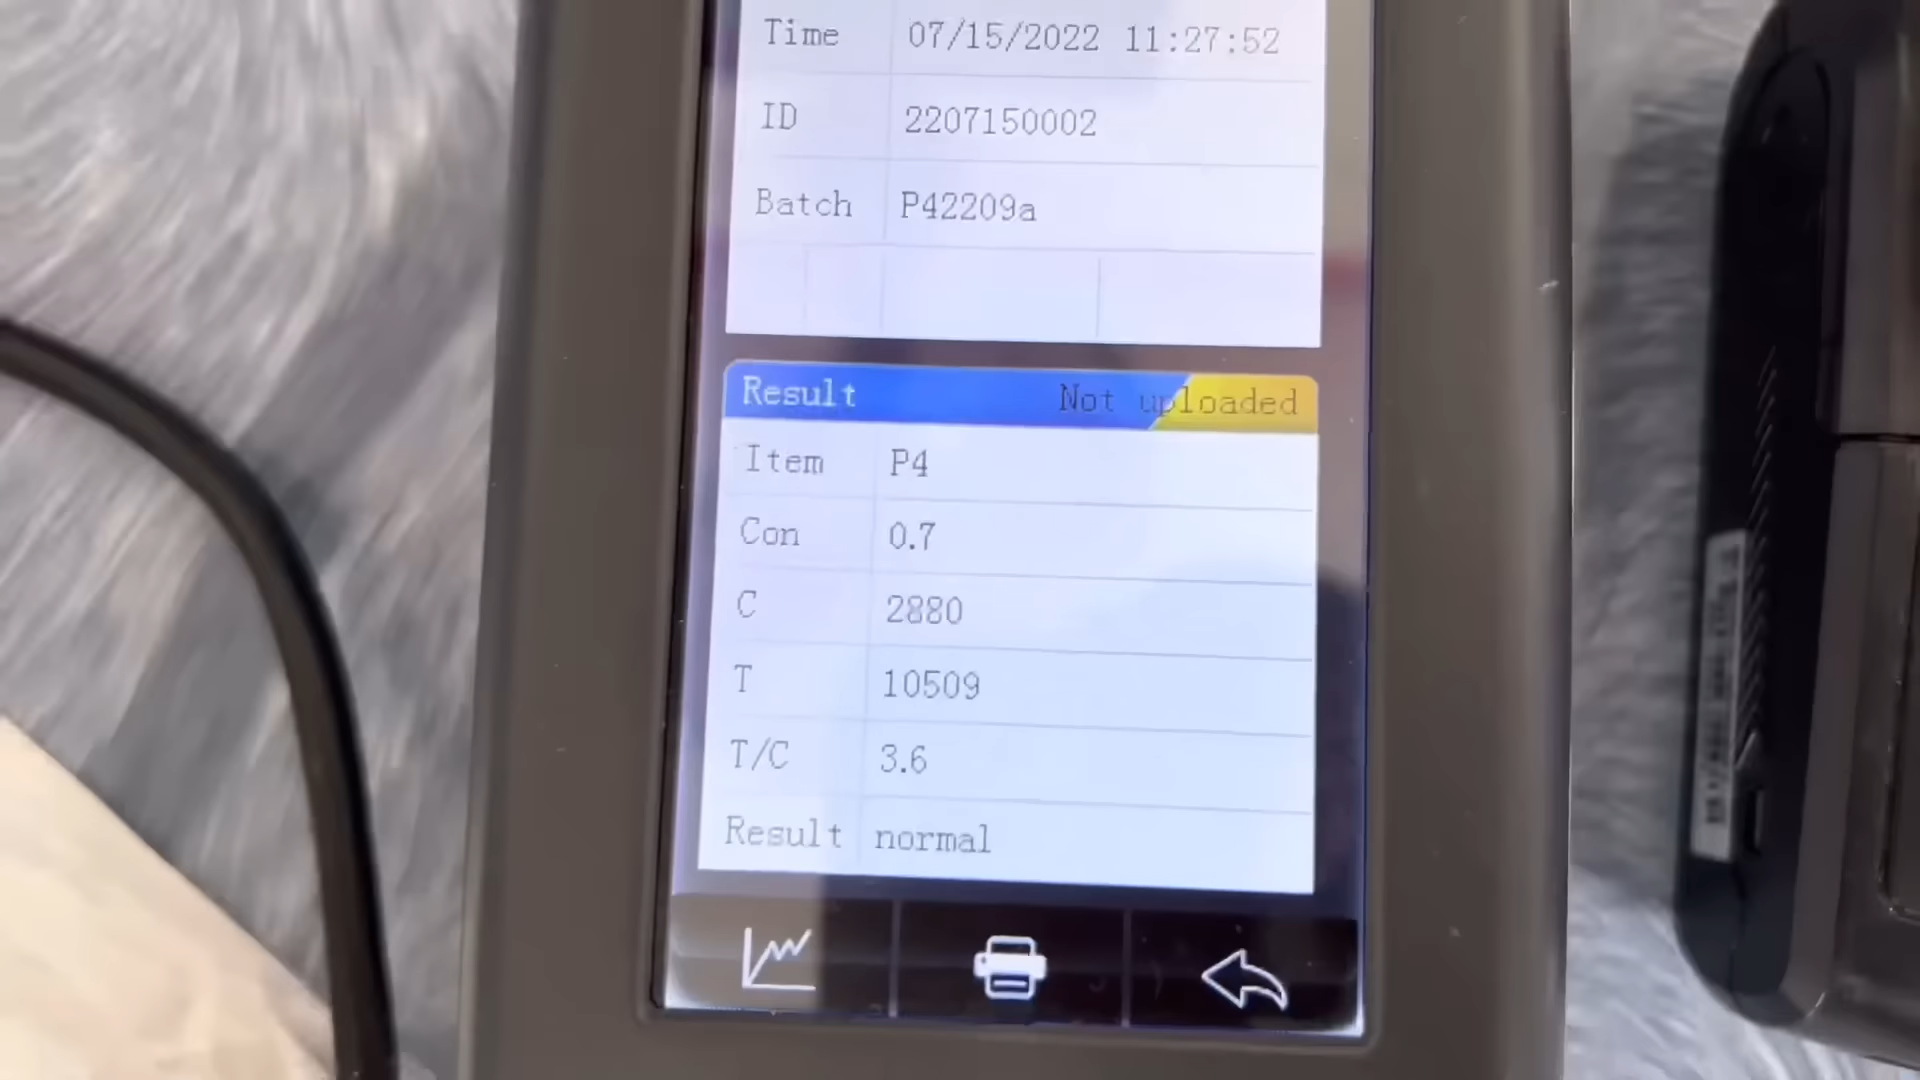 Time 07/15/2022 11:27:52
ID 2207150002
Batch P42209a
Result Not uploaded
Item P4
Con 0.7
C 2880
T 10509
T/C 3.6
Result normal